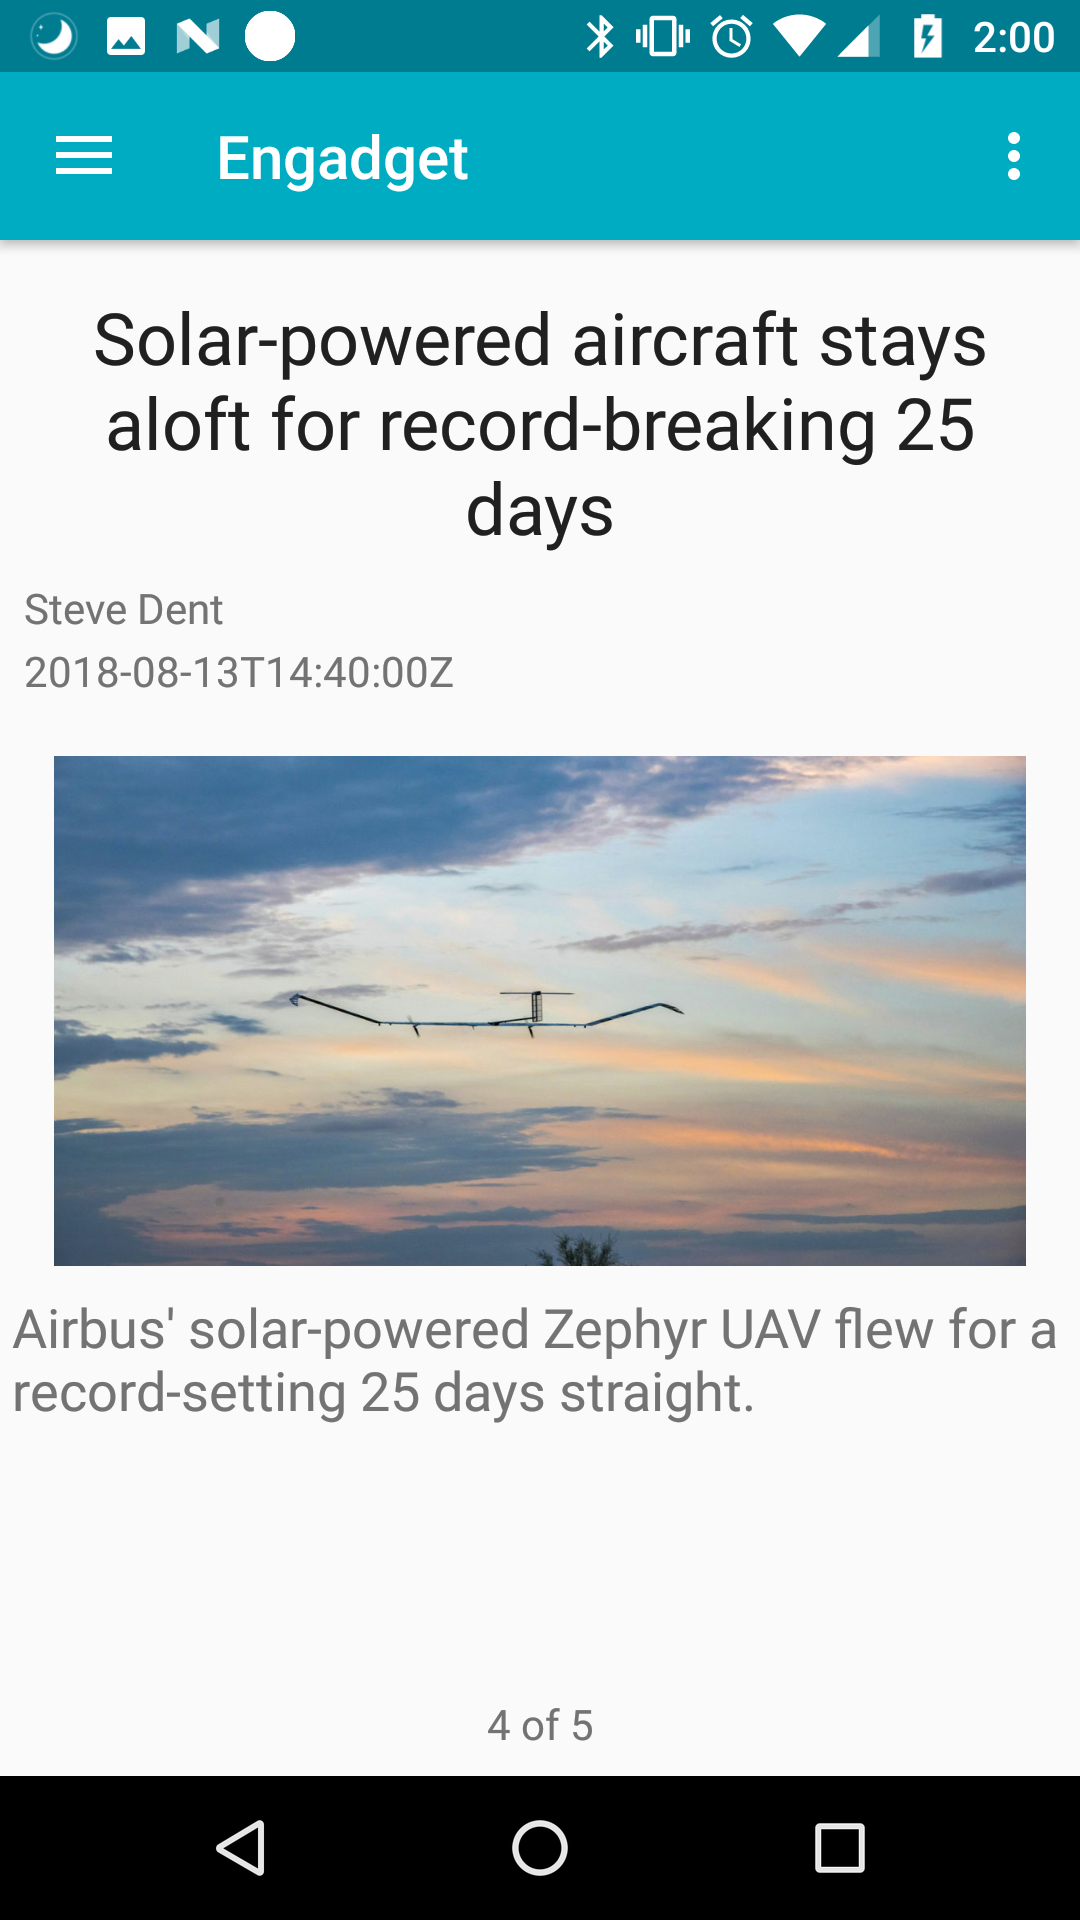 2:00
Engadget
Solar-powered aircraft stays
aloft for record-breaking 25
days
Steve Dent
2018-08-13T14:40:00Z
Airbus' solar-powered Zephyr UAV flew for a
record-setting 25 days straight.
4 of 5